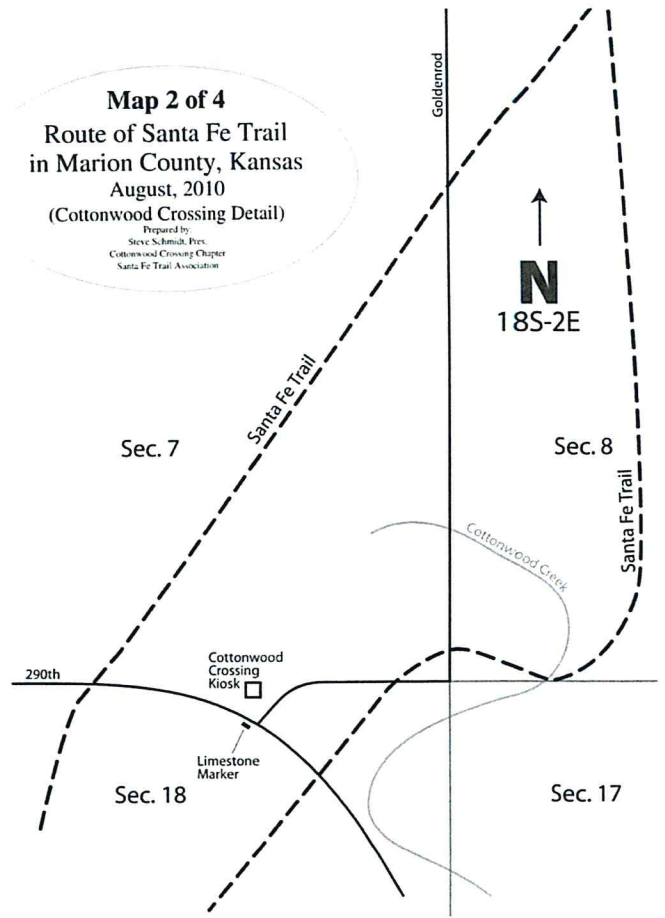 Map 2 of 4
Route of Santa Fe Trail
in Marion County, Kansas
August, 2010
(Cottonwood Crossing Detail)
Prepared by
Steve Schmidt, Pres.
Cottonwood Crossing Chapter
Santa Fe Trail Association
Goldenrod
N
18S-2E
Santa Fe Trail
Sec. 7
Sec. 8
Santa Fe Trail
Cottonwood Creek
290th
Cottonwood
Crossing
Kiosk
Limestone
Marker
Sec. 18
Sec. 17